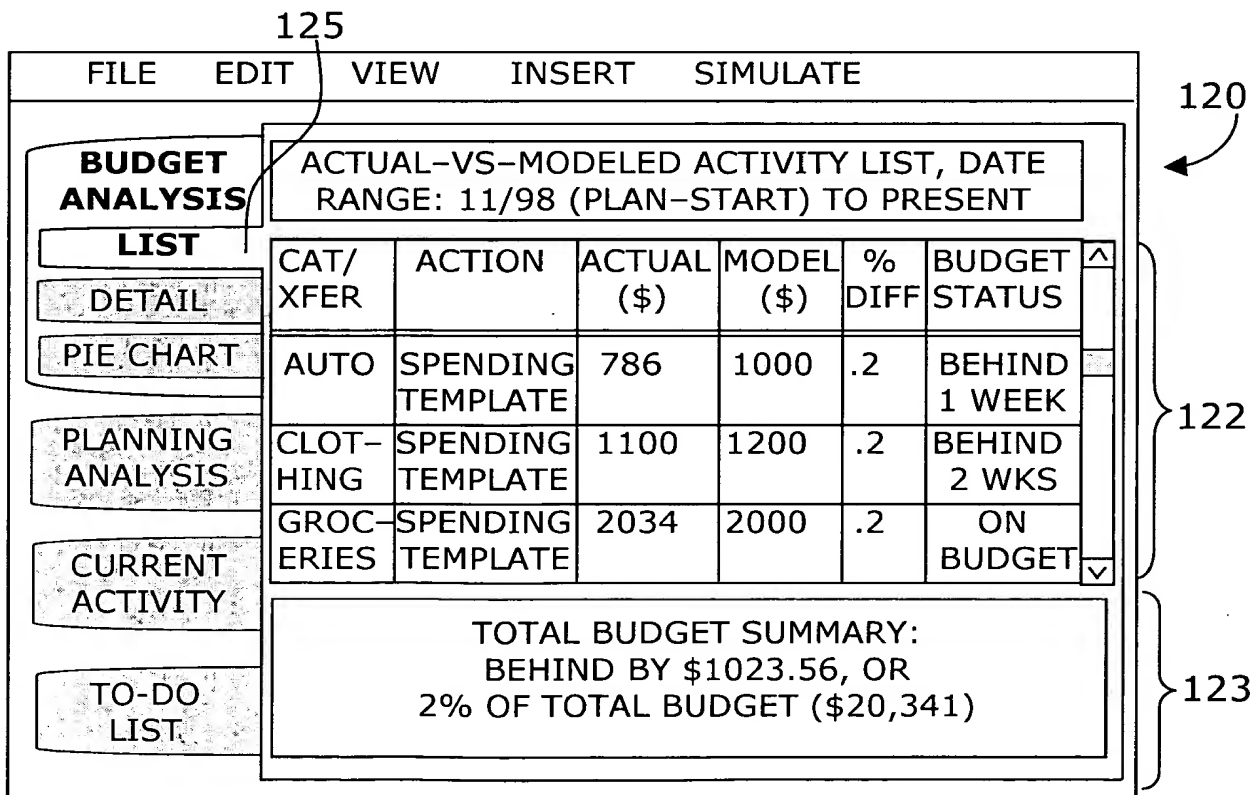 125
FILE EDIT VIEW INSERT SIMULATE
120
BUDGET
ANALYSIS
LIST
DETAIL
PIE CHART
PLANNING
ANALYSIS
CURRENT
ACTIVITY
TO-DO
LIST
ACTUAL-VS-MODELED ACTIVITY LIST, DATE
RANGE: 11/98 (PLAN-START) TO PRESENT
CAT/ ACTION ACTUAL MODEL % BUDGET
XFER ($) ($) DIFF STATUS
AUTO SPENDING 786 1000 .2 BEHIND
TEMPLATE 1 WEEK
CLOT- SPENDING 1100 1200 .2 BEHIND
HING TEMPLATE 2 WKS
GROC- SPENDING 2034 2000 .2 ON
ERIES TEMPLATE BUDGET
122
TOTAL BUDGET SUMMARY:
BEHIND BY $1023.56, OR
2% OF TOTAL BUDGET ($20,341)
123